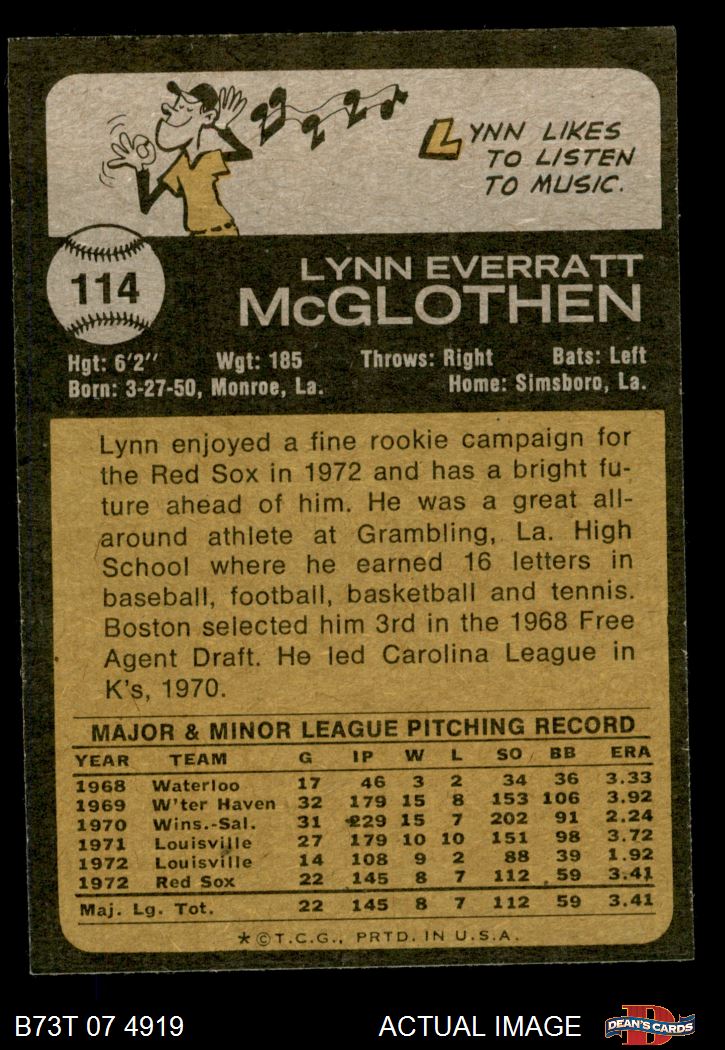 LYNN LIKES
TO LISTEN
TO MUSIC.
114
LYNN EVERRATT
McGLOTHEN
Hgt: 6'2" Wgt: 185 Throws: Right Bats: Left
Born: 3-27-50, Monroe, La. Home: Simsboro, La.
Lynn enjoyed a fine rookie campaign for
the Red Sox in 1972 and has a bright fu-
ture ahead of him. He was a great all-
around athlete at Grambling, La. High
School where he earned 16 letters in
baseball, football, basketball and tennis.
Boston selected him 3rd in the 1968 Free
Agent Draft. He led Carolina League in
K's, 1970.
MAJOR & MINOR LEAGUE PITCHING RECORD
YEAR TEAM G IP W L SO BB ERA
1968 Waterloo 17 46 3 2 34 36 3.33
1969 W'ter Haven 32 179 15 8 153 106 3.92
1970 Wins.-Sal. 31 229 15 7 202 91 2.24
1971 Louisville 27 179 10 10 151 98 3.72
1972 Louisville 14 108 9 2 88 39 1.92
1972 Red Sox 22 145 8 7 112 59 3.41
Maj. Lg. Tot. 22 145 8 7 112 59 3.41
* © T.C.G., PRTD. IN U.S.A.
B73T 07 4919 ACTUAL IMAGE
DEAN'S CARDS